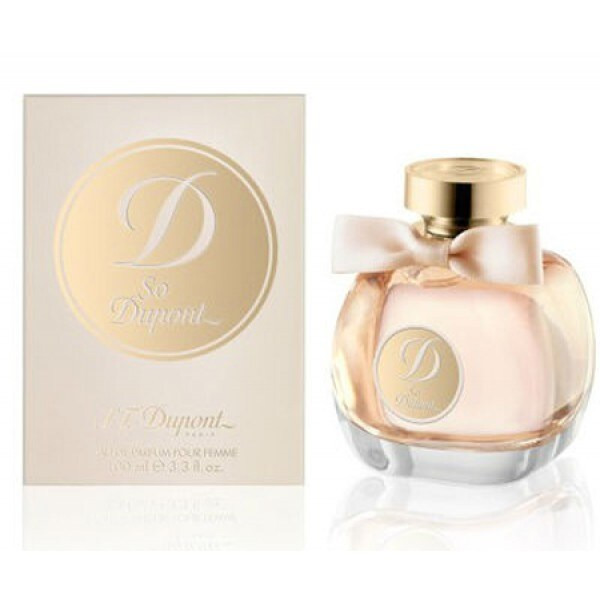 D
So
Dupont
S.T. Dupont
PARIS
EAU DE PARFUM POUR FEMME
100 ml e 3.3 fl. oz.
D
So
Dupont